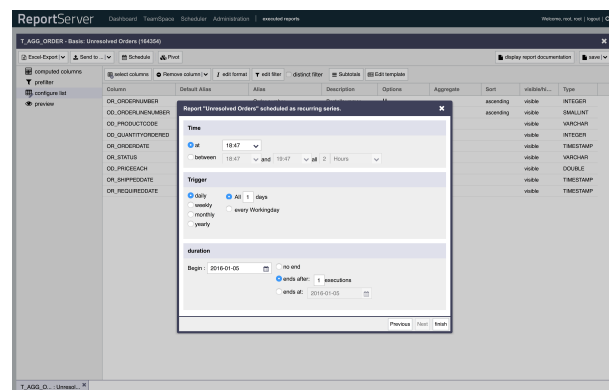 ReportServer Dashboard TeamSpace Scheduler Administration | executed reports Welcome, root, root | logout |
T_AGG_ORDER - Basis: Unresolved Orders (164354)
Excel-Export Send to... Schedule Pivot display report documentation save
computed columns
prefilter
configure list
preview
select columns Remove column edit format edit filter distinct filter Subtotals Edit template
Column Default Alias Alias Description Options Aggregate Sort visible/hi... Type
OR_ORDERNUMBER ascending visible INTEGER
OD_ORDERLINENUMBER ascending visible SMALLINT
OD_PRODUCTCODE visible VARCHAR
OD_QUANTITYORDERED visible INTEGER
OR_ORDERDATE visible TIMESTAMP
OR_STATUS visible VARCHAR
OD_PRICEEACH visible DOUBLE
OR_SHIPPEDDATE visible TIMESTAMP
OR_REQUIREDDATE visible TIMESTAMP
Report "Unresolved Orders" scheduled as recurring series.
Time
at 18:47
between 18:47 and 18:47 all 2 Hours
Trigger
daily All 1 days
weekly every Workingday
monthly
yearly
duration
Begin : 2016-01-05 no end
ends after: 1 executions
ends at: 2016-01-05
Previous Next finish
T_AGG_O... : Unresol...